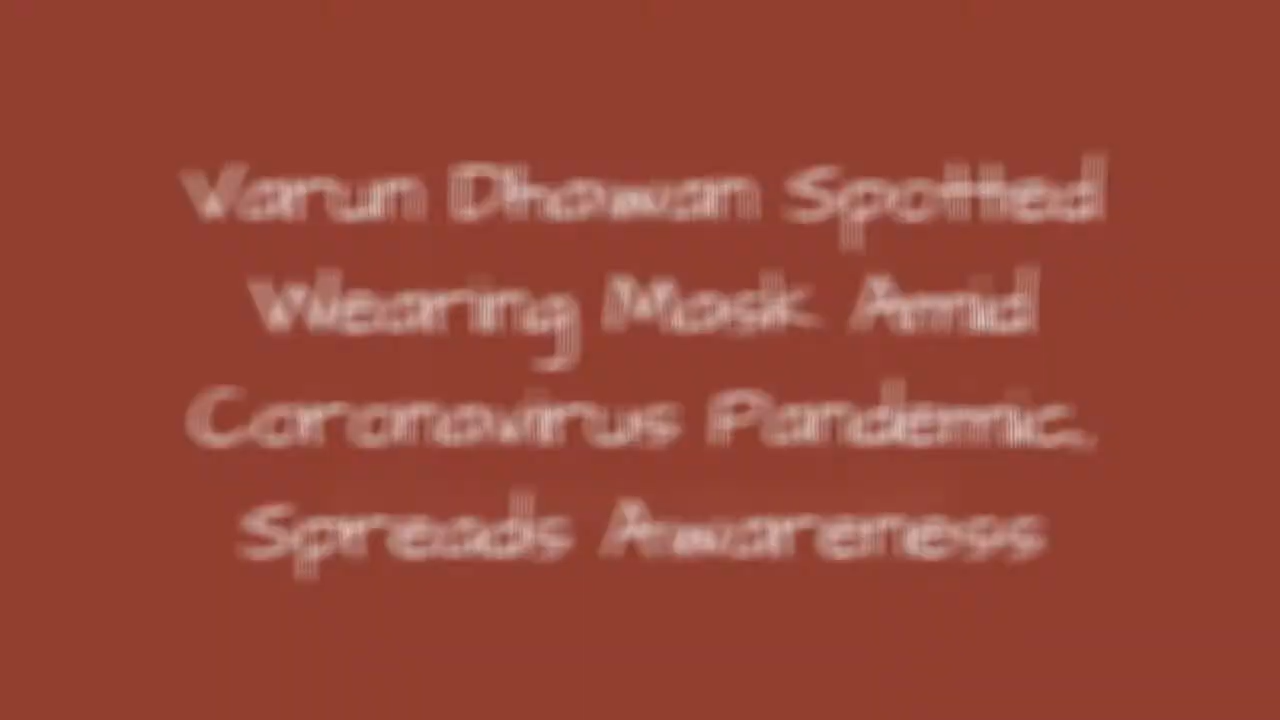 Varun Dhawan Spotted
Wearing Mask Amid
Coronavirus Pandemic,
Spreads Awareness